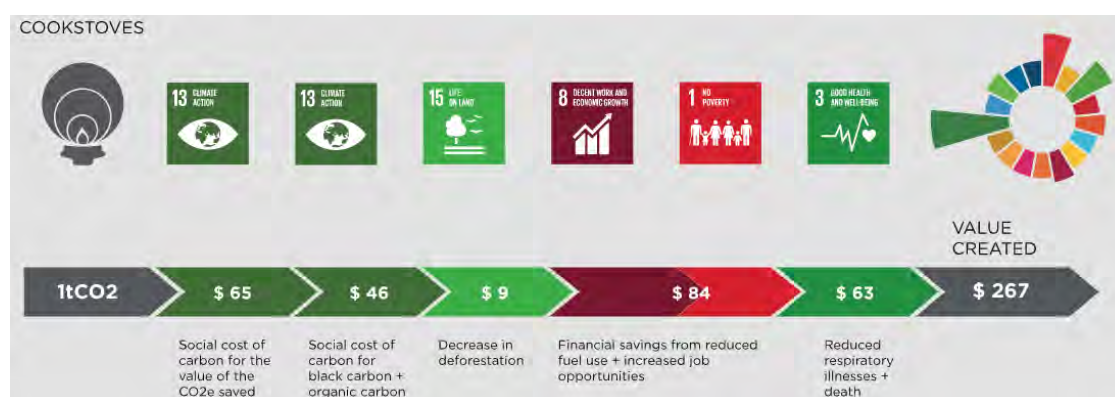 COOKSTOVES
13 CLIMATE
ACTION
13 CLIMATE
ACTION
15 LIFE
ON LAND
8 DECENT WORK AND
ECONOMIC GROWTH
1 NO
POVERTY
3 GOOD HEALTH
AND WELL-BEING
VALUE
CREATED
1tCO2
$ 65
$ 46
$ 9
$ 84
$ 63
$ 267
Social cost of
carbon for the
value of the
CO2e saved
Social cost of
carbon for
black carbon +
organic carbon
Decrease in
deforestation
Financial savings from reduced
fuel use + increased job
opportunities
Reduced
respiratory
illnesses +
death